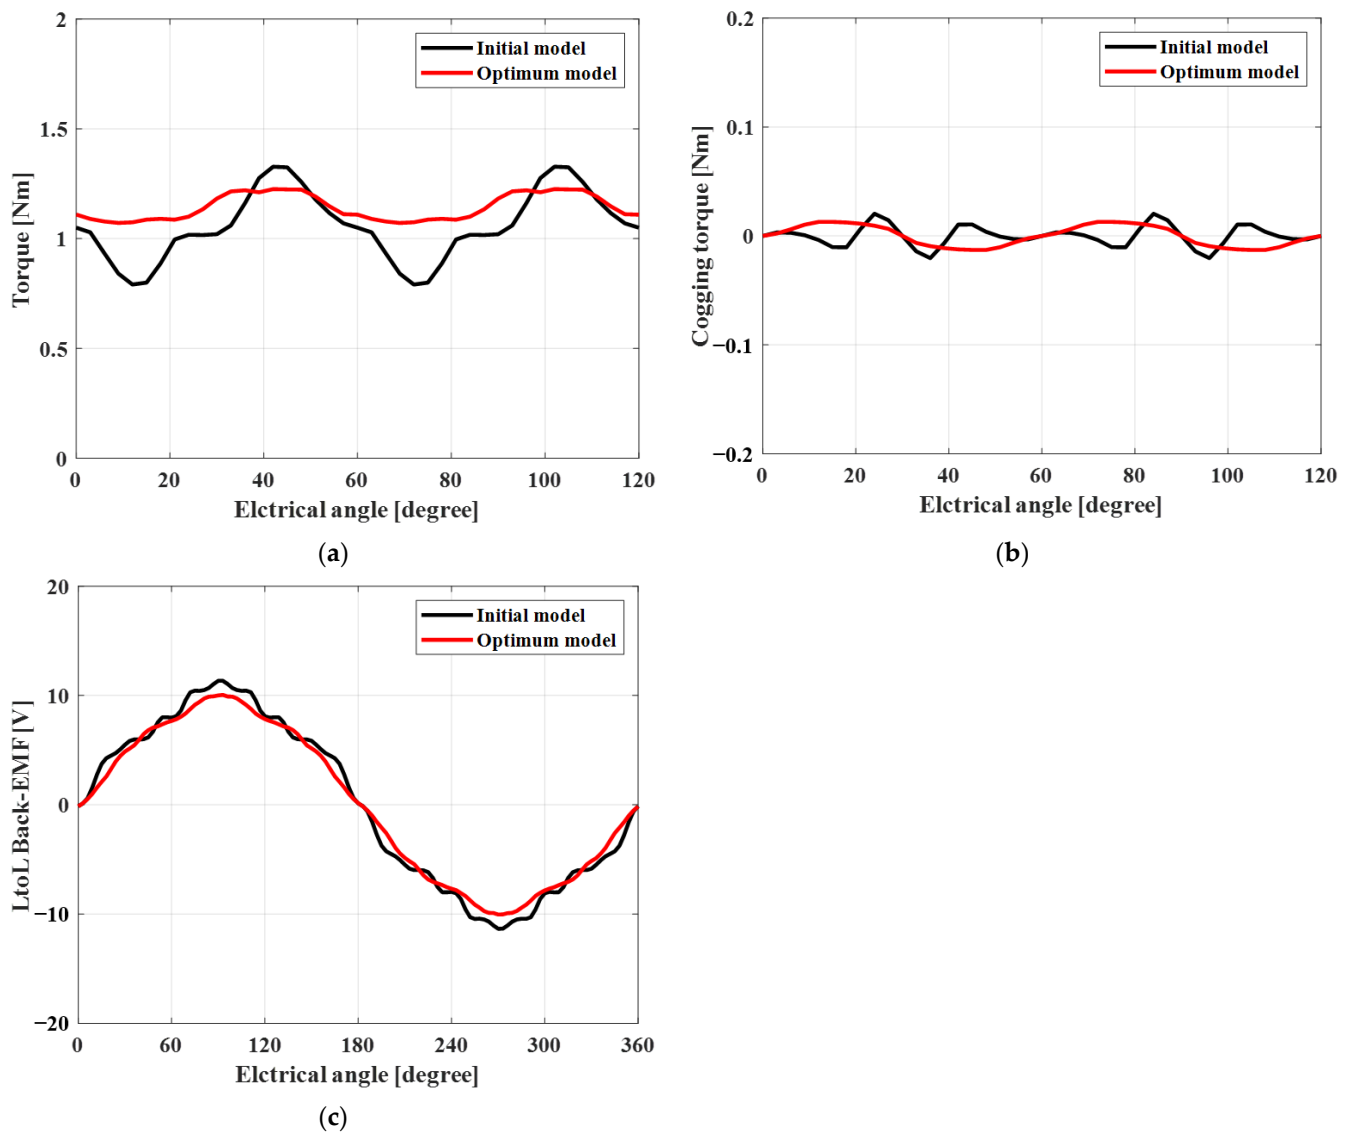 2
1.5
1
0.5
0
Torque [Nm]
Initial model
Optimum model
0 20 40 60 80 100 120
Elctrical angle [degree]
(a)
0.2
0.1
0
−0.1
−0.2
Cogging torque [Nm]
Initial model
Optimum model
0 20 40 60 80 100 120
Elctrical angle [degree]
(b)
20
10
0
−10
−20
LtoL Back-EMF [V]
Initial model
Optimum model
0 60 120 180 240 300 360
Elctrical angle [degree]
(c)